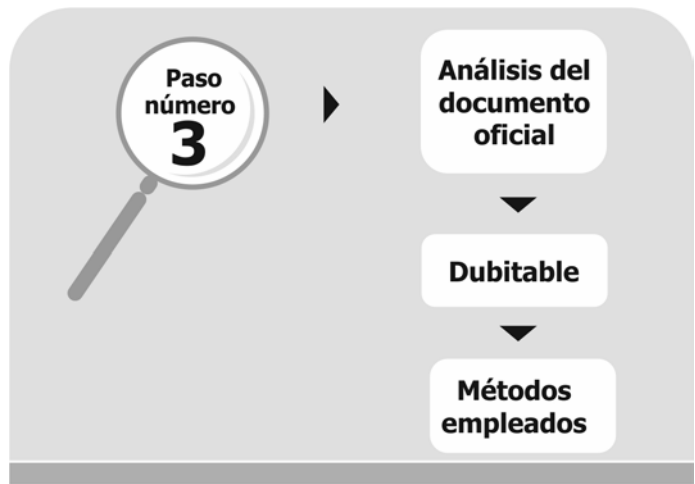 Paso
número
3
Análisis del
documento
oficial
Dubitable
Métodos
empleados